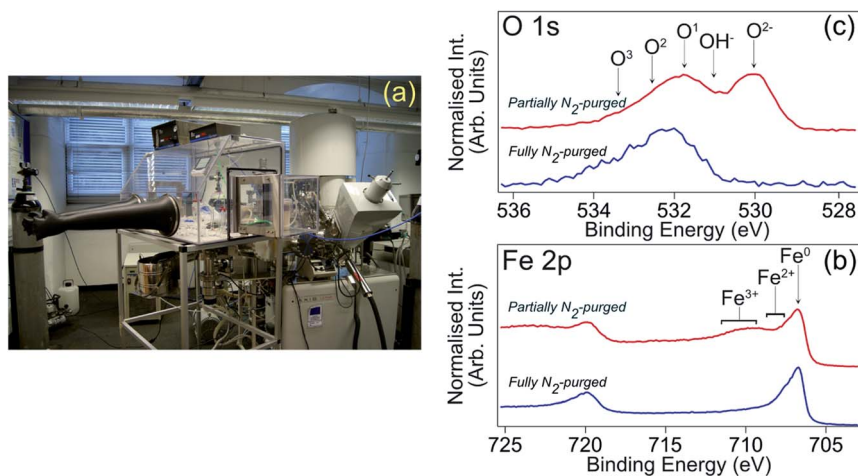 (a)
O 1s
(c)
O³
O²
O¹
OH⁻
O²⁻
Partially N₂-purged
Fully N₂-purged
Normalised Int.
(Arb. Units)
536
534
532
530
528
Binding Energy (eV)
Fe 2p
(b)
Fe³⁺
Fe²⁺
Fe⁰
Partially N₂-purged
Fully N₂-purged
Normalised Int.
(Arb. Units)
725
720
715
710
705
Binding Energy (eV)